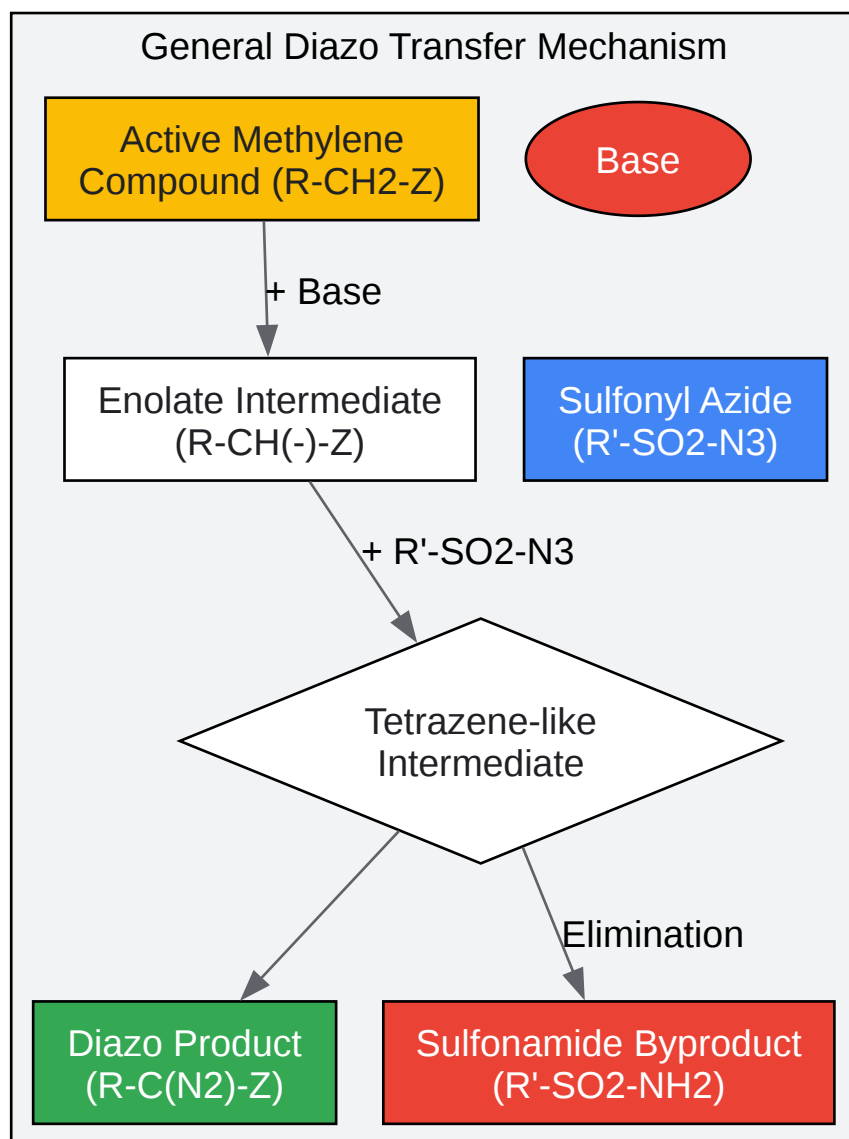 General Diazo Transfer Mechanism
Active Methylene
Compound (R-CH2-Z)
Base
+ Base
Enolate Intermediate
(R-CH(-)-Z)
Sulfonyl Azide
(R'-SO2-N3)
+ R'-SO2-N3
Tetrazene-like
Intermediate
Elimination
Diazo Product
(R-C(N2)-Z)
Sulfonamide Byproduct
(R'-SO2-NH2)